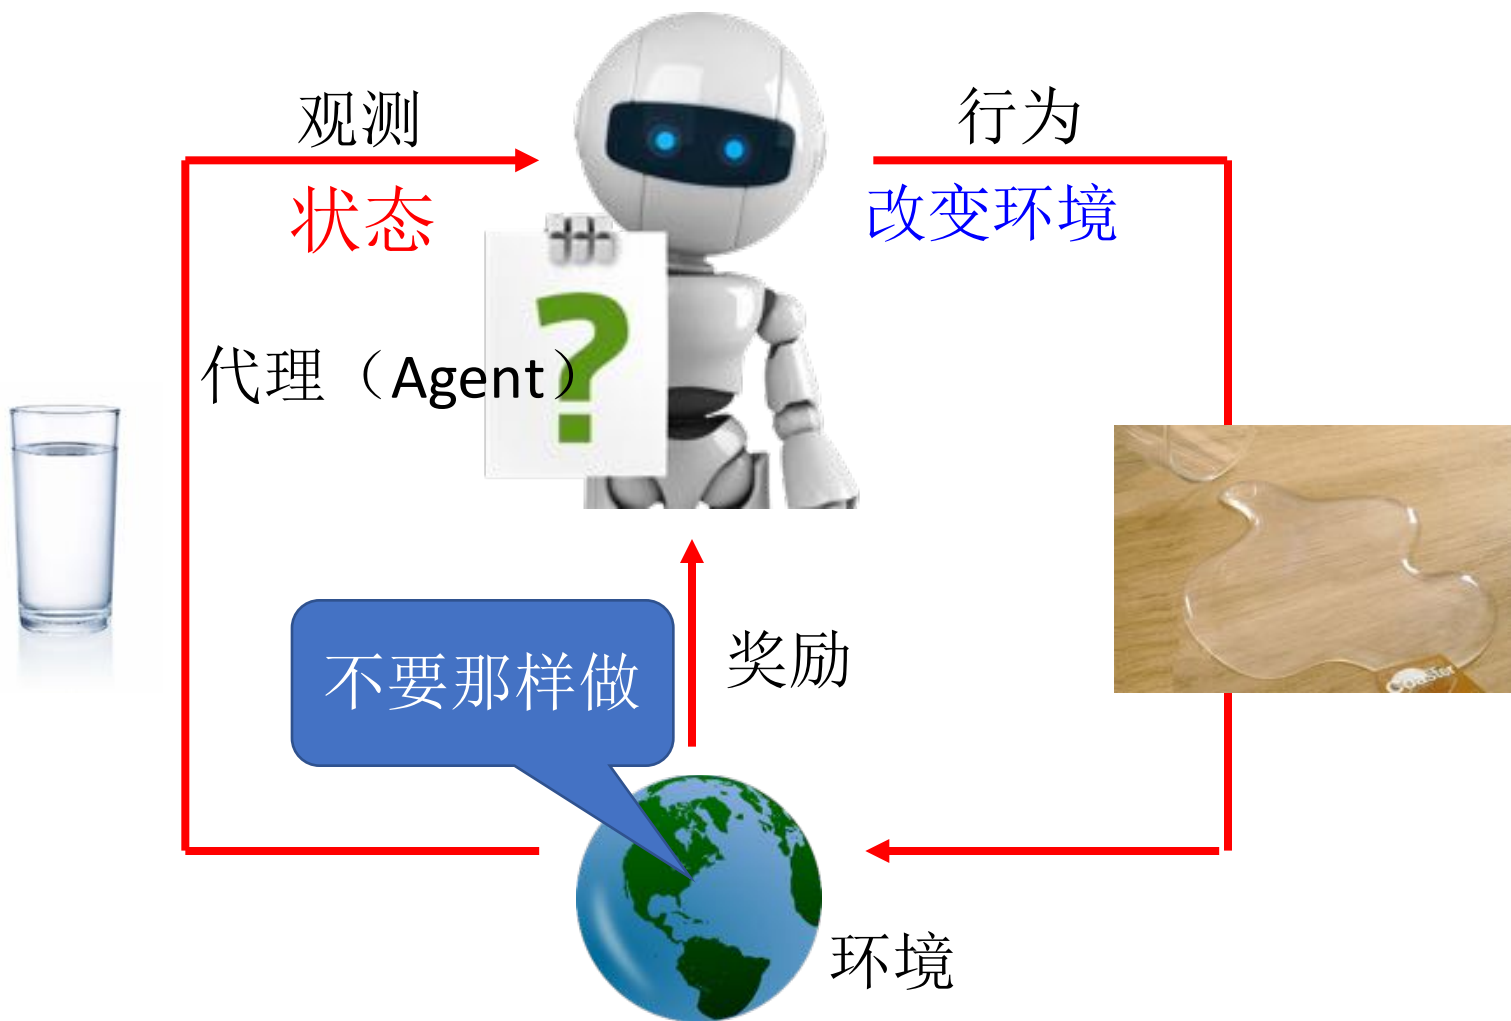 观测
行为
状态
改变环境
代理（Agent）
不要那样做
奖励
Coaster
环境